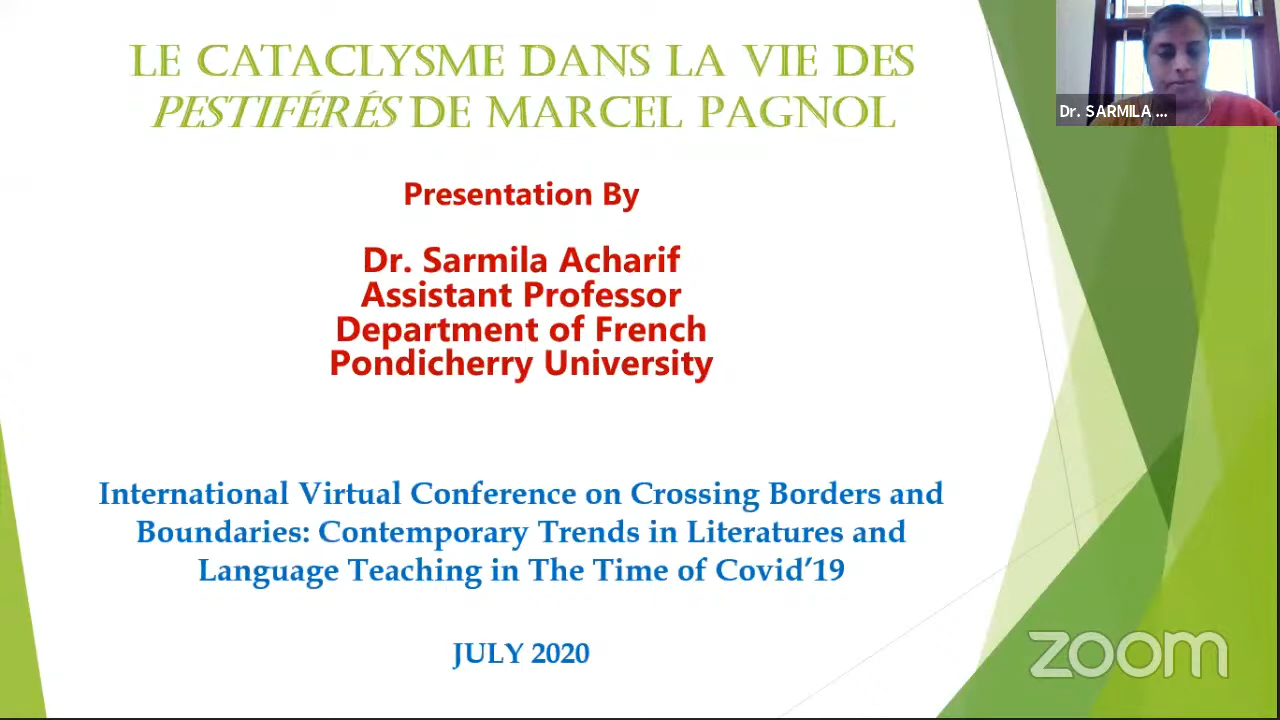 LE CATACLYSME DANS LA VIE DES
PESTIFÉRÉS DE MARCEL PAGNOL
Dr. SARMILA ...
Presentation By
Dr. Sarmila Acharif
Assistant Professor
Department of French
Pondicherry University
International Virtual Conference on Crossing Borders and
Boundaries: Contemporary Trends in Literatures and
Language Teaching in The Time of Covid’19
JULY 2020
zoom